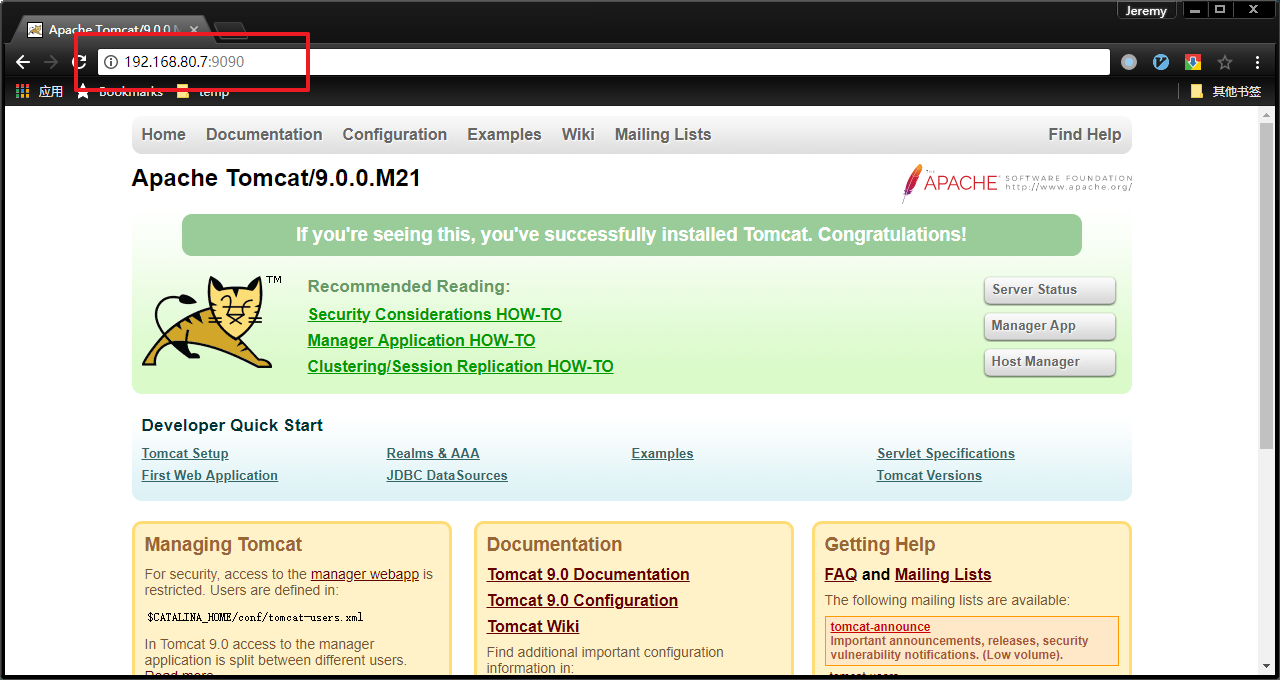 Jeremy
Apache Tomcat/9.0.0.M
192.168.80.7:9090
应用
Bookmarks
temp
其他书签
Home Documentation Configuration Examples Wiki Mailing Lists Find Help
Apache Tomcat/9.0.0.M21
THE APACHE SOFTWARE FOUNDATION
http://www.apache.org/
If you're seeing this, you've successfully installed Tomcat. Congratulations!
TM
Recommended Reading:
Security Considerations HOW-TO
Manager Application HOW-TO
Clustering/Session Replication HOW-TO
Server Status
Manager App
Host Manager
Developer Quick Start
Tomcat Setup
First Web Application
Realms & AAA
JDBC DataSources
Examples
Servlet Specifications
Tomcat Versions
Managing Tomcat
For security, access to the manager webapp is
restricted. Users are defined in:
$CATALINA_HOME/conf/tomcat-users.xml
In Tomcat 9.0 access to the manager
application is split between different users.
Read more
Documentation
Tomcat 9.0 Documentation
Tomcat 9.0 Configuration
Tomcat Wiki
Find additional important configuration
information in:
Getting Help
FAQ and Mailing Lists
The following mailing lists are available:
tomcat-announce
Important announcements, releases, security
vulnerability notifications. (Low volume).
tomcat-users